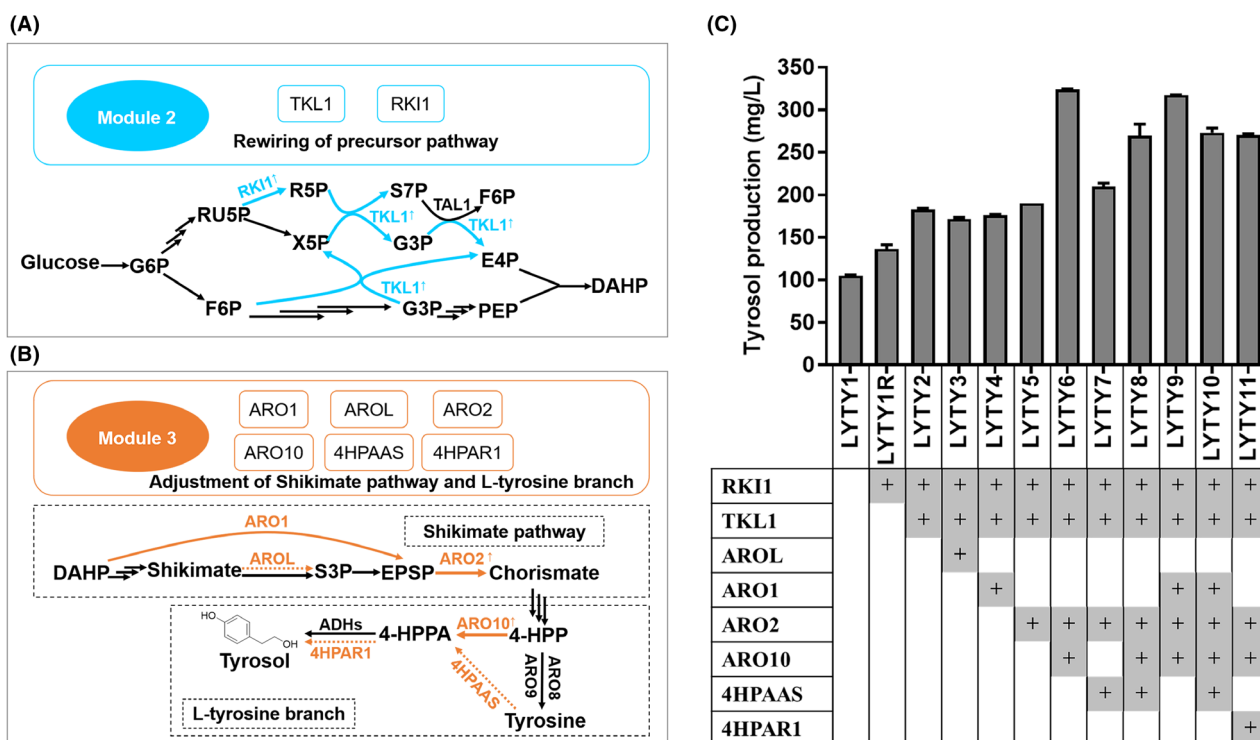 (A)
Module 2
TKL1 RKI1
Rewiring of precursor pathway
RKI1↑ R5P S7P F6P
TAL1
RU5P TKL1↑ TKL1↑
X5P G3P
Glucose G6P E4P
TKL1↑ DAHP
F6P G3P PEP
(B)
Module 3
ARO1 AROL ARO2
ARO10 4HPAAS 4HPAR1
Adjustment of Shikimate pathway and L-tyrosine branch
ARO1
Shikimate pathway
AROL ARO2↑
DAHP Shikimate S3P EPSP Chorismate
HO
OH
Tyrosol
ADHs
4HPAR1
4-HPPA
ARO10↑
4-HPP
4HPAAS
ARO9
ARO8
Tyrosine
L-tyrosine branch
(C)
Tyrosol production (mg/L)
350
300
250
200
150
100
50
0
LYTY1 LYTY1R LYTY2 LYTY3 LYTY4 LYTY5 LYTY6 LYTY7 LYTY8 LYTY9 LYTY10 LYTY11
RKI1 + + + + + + + + + + +
TKL1 + + + + + + + + + +
AROL +
ARO1 + + +
ARO2 + + + + + + +
ARO10 + + + + +
4HPAAS + + +
4HPAR1 +